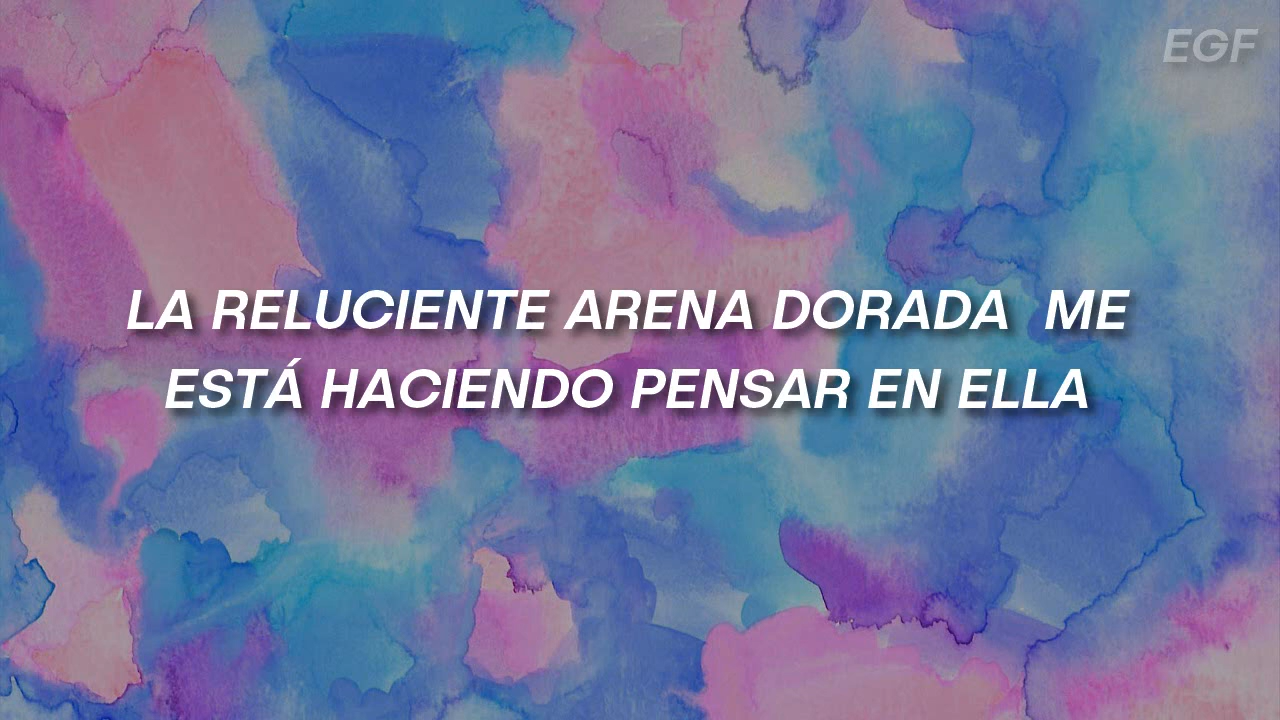 EGF
LA RELUCIENTE ARENA DORADA  ME
ESTÁ HACIENDO PENSAR EN ELLA